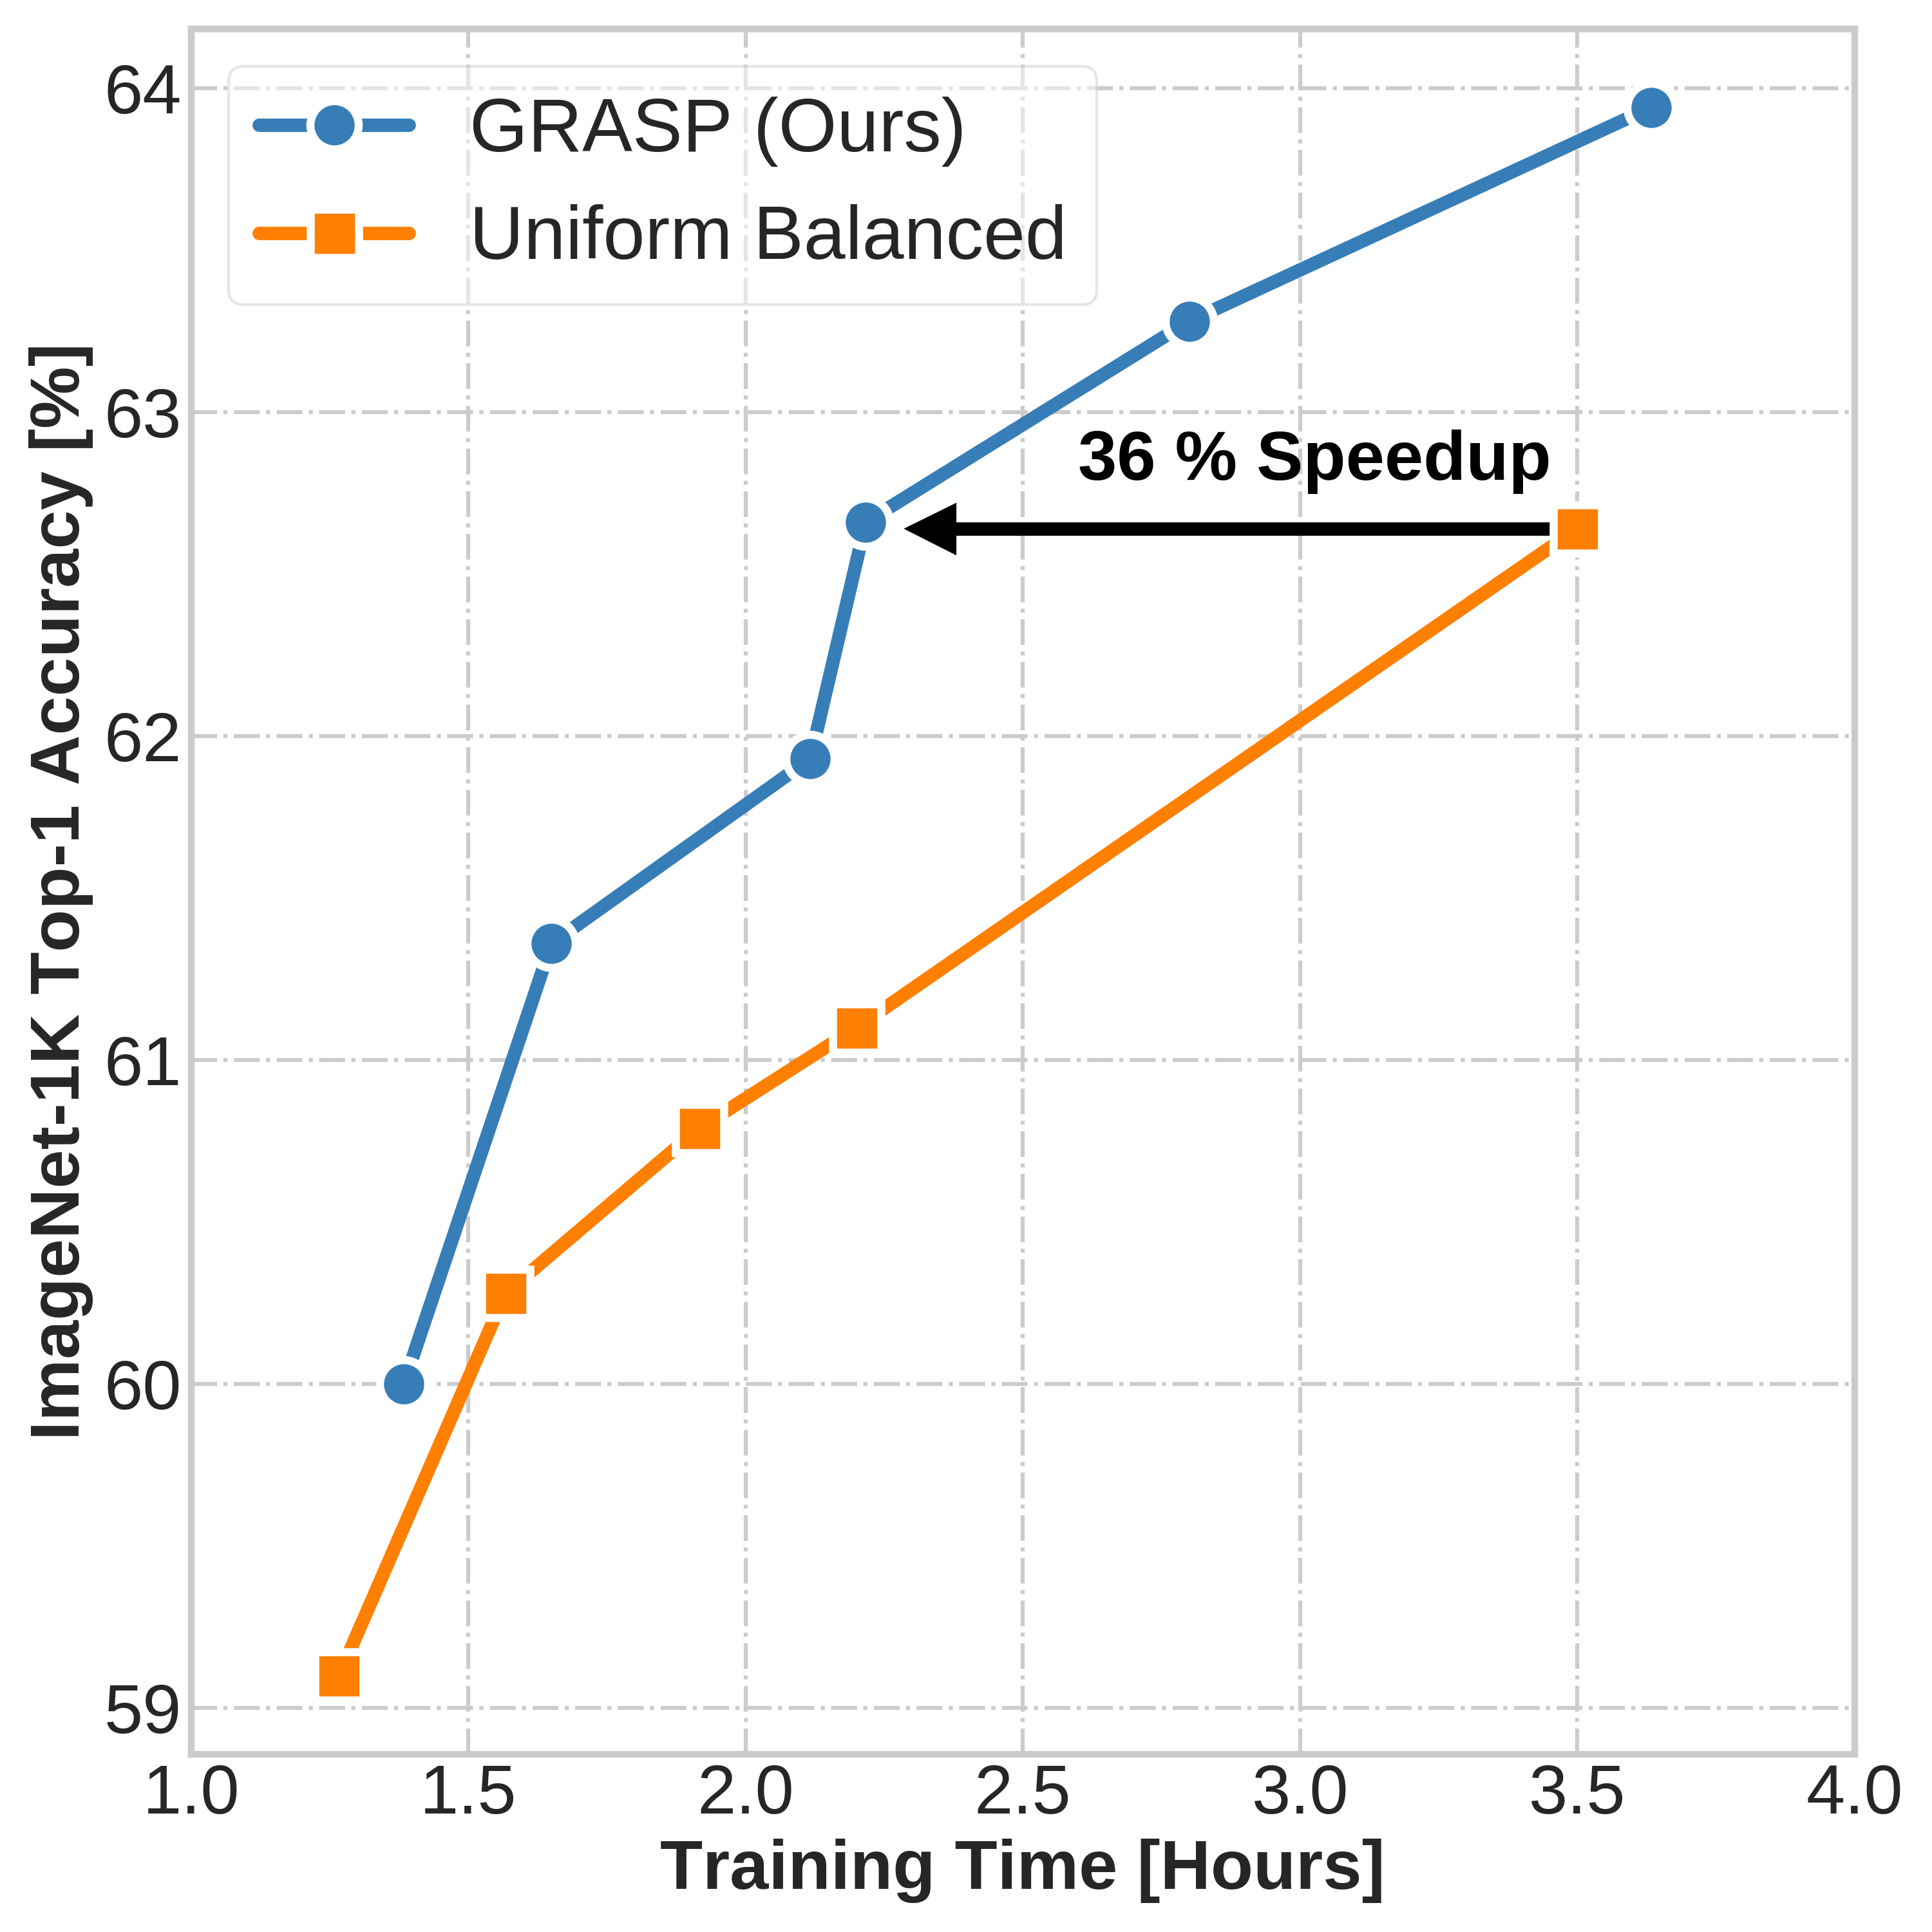 GRASP (Ours)
Uniform Balanced
36 % Speedup
ImageNet-1K Top-1 Accuracy [%]
64
63
62
61
60
59
1.0 1.5 2.0 2.5 3.0 3.5 4.0
Training Time [Hours]